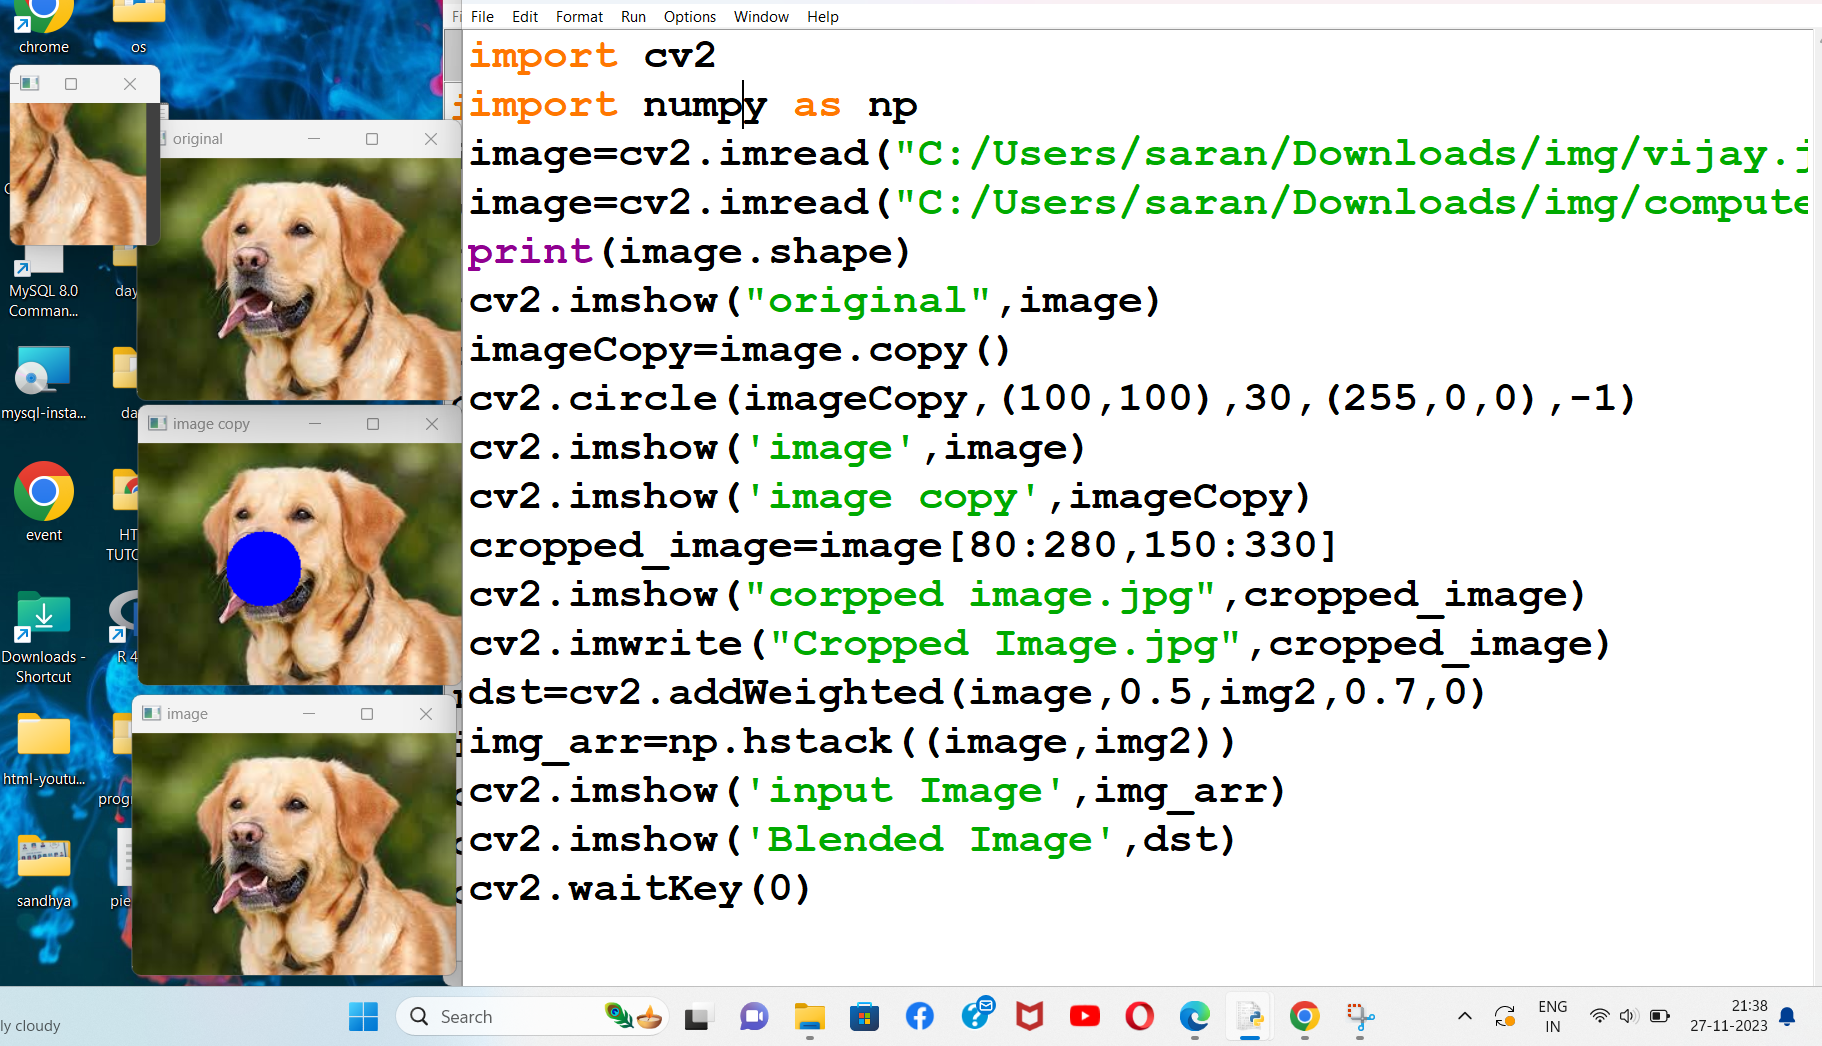 chrome
os
original
MySQL 8.0
Comman...
day
mysql-insta...
da
image copy
event
HT
TUTO
Downloads -
Shortcut
R 4
image
html-youtu...
progr
sandhya
pie
File Edit Format Run Options Window Help
import cv2
import numpy as np
image=cv2.imread("C:/Users/saran/Downloads/img/vijay.j
image=cv2.imread("C:/Users/saran/Downloads/img/compute
print(image.shape)
cv2.imshow("original",image)
imageCopy=image.copy()
cv2.circle(imageCopy,(100,100),30,(255,0,0),-1)
cv2.imshow('image',image)
cv2.imshow('image copy',imageCopy)
cropped_image=image[80:280,150:330]
cv2.imshow("corpped image.jpg",cropped_image)
cv2.imwrite("Cropped Image.jpg",cropped_image)
dst=cv2.addWeighted(image,0.5,img2,0.7,0)
img_arr=np.hstack((image,img2))
cv2.imshow('input Image',img_arr)
cv2.imshow('Blended Image',dst)
cv2.waitKey(0)
ly cloudy
Search
ENG
IN
21:38
27-11-2023